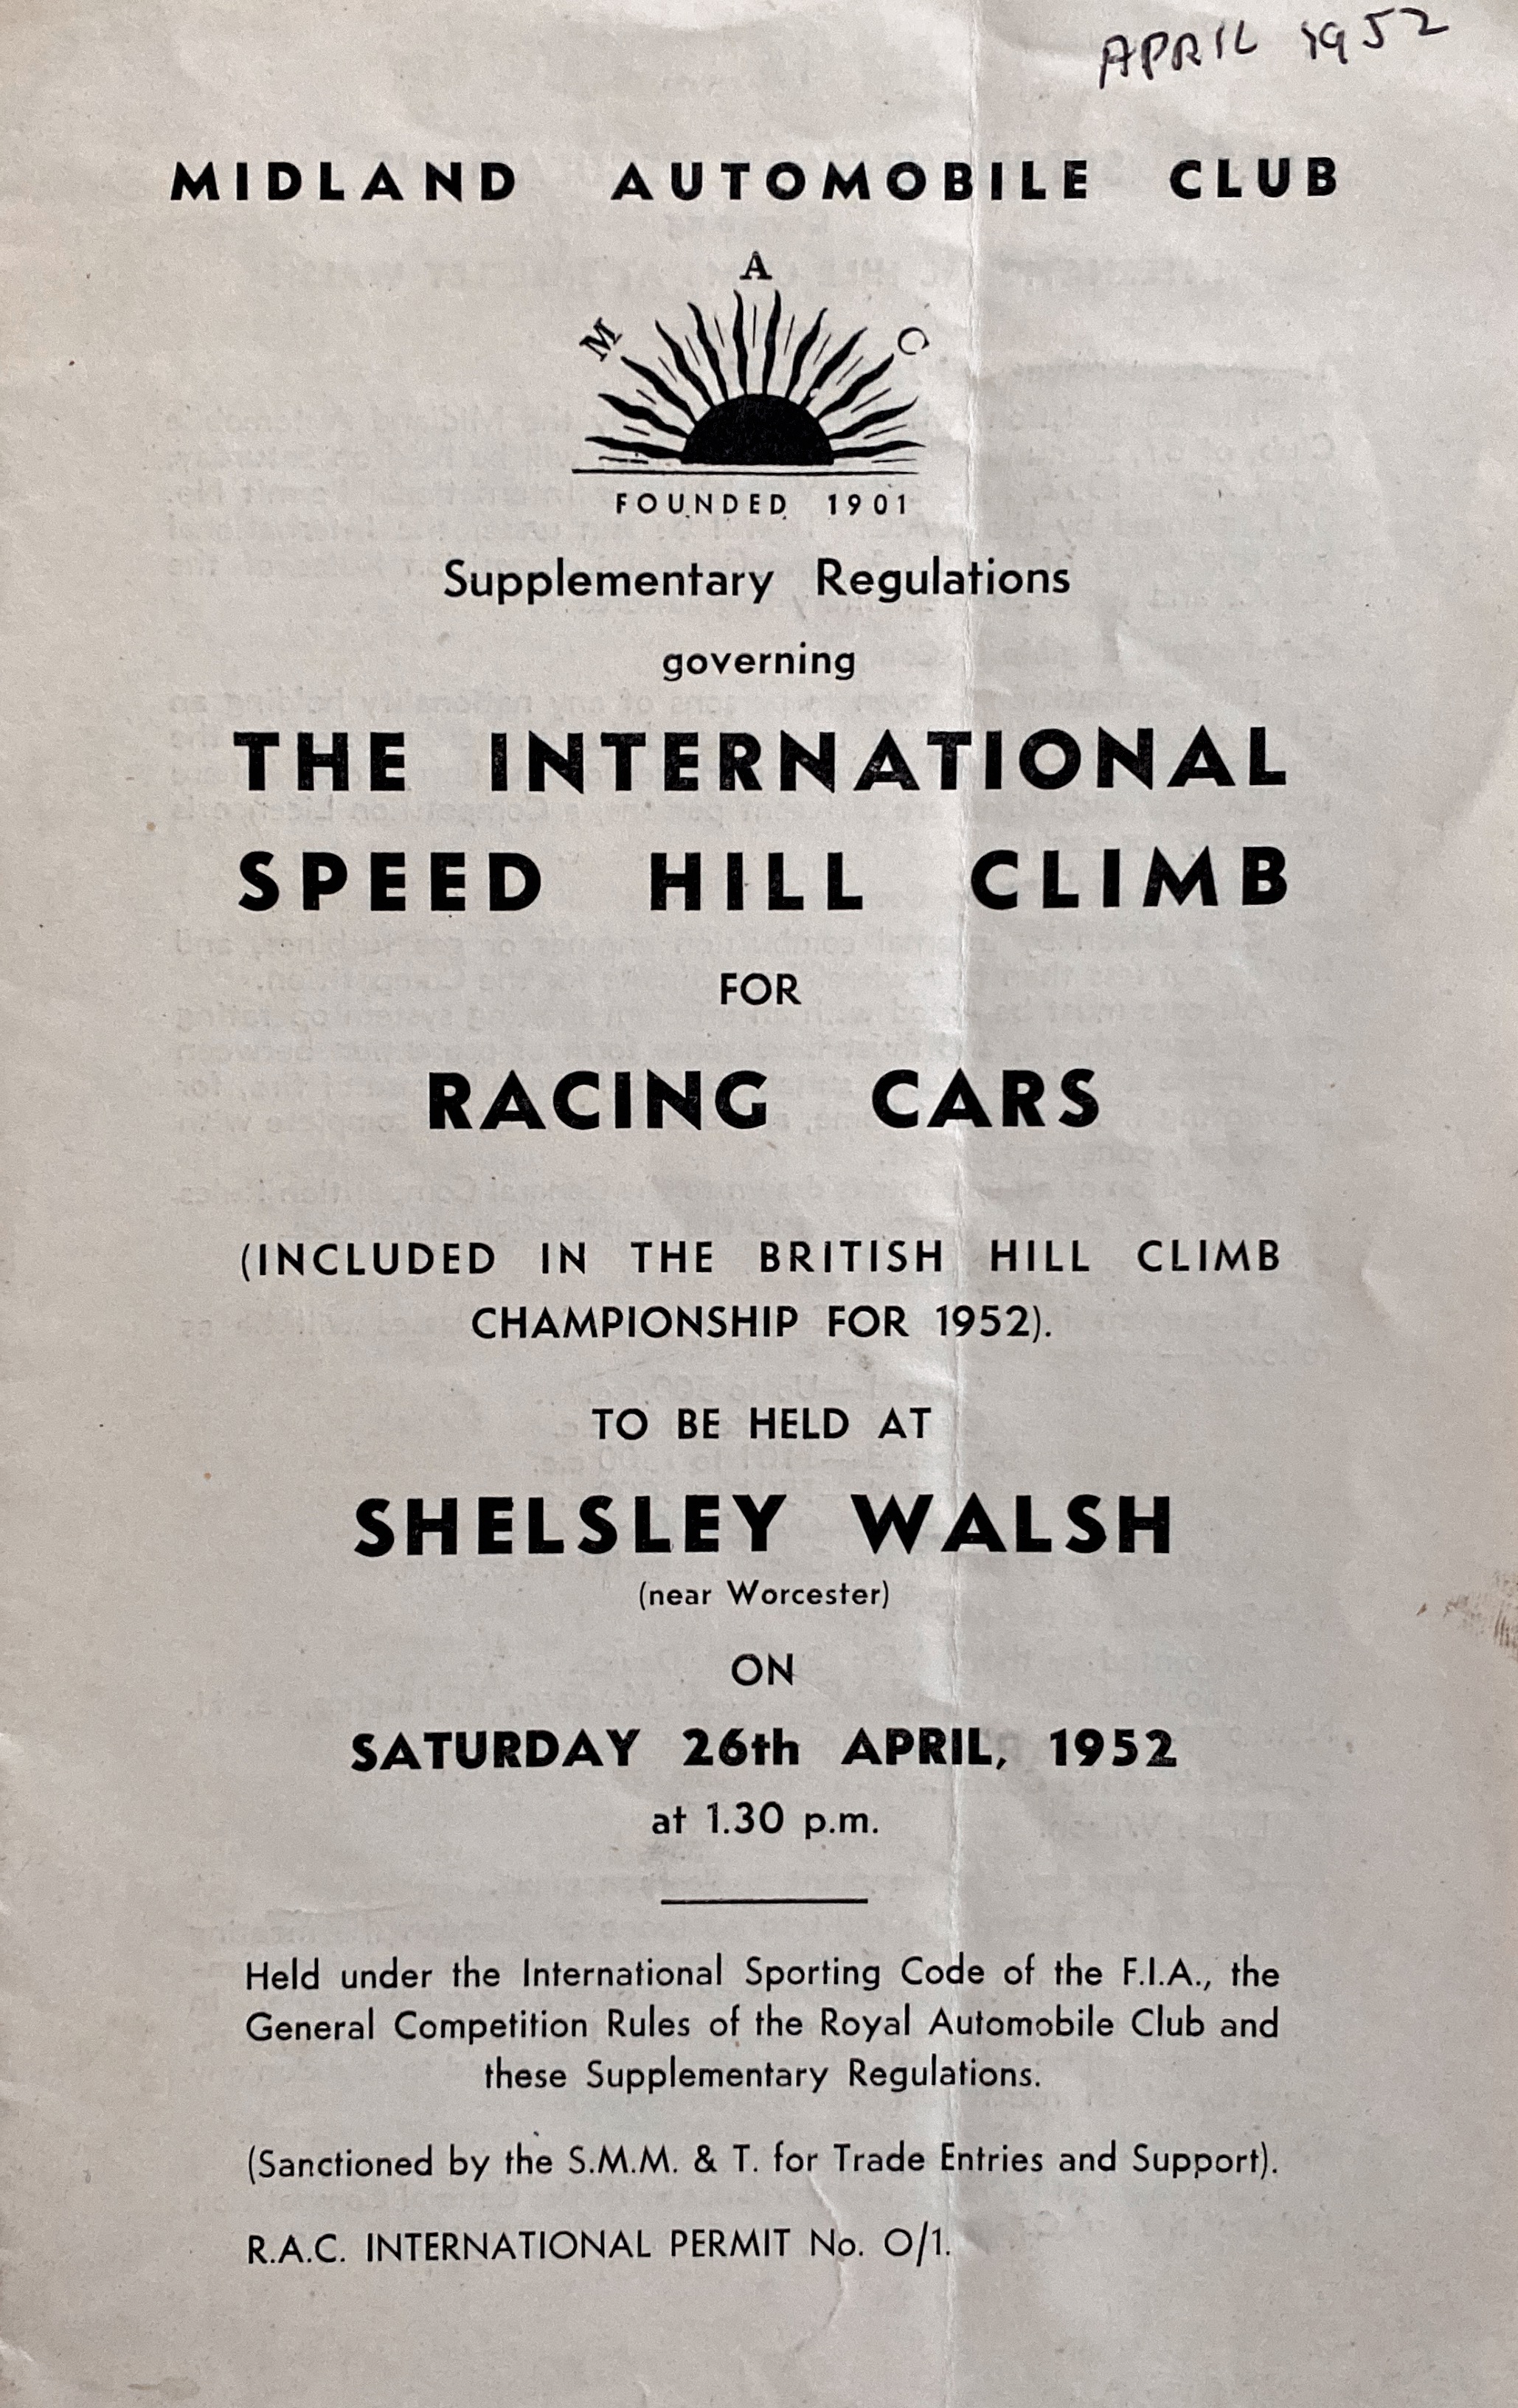 APRIL 1952
MIDLAND AUTOMOBILE CLUB
M A C
FOUNDED 1901
Supplementary Regulations
governing
THE INTERNATIONAL
SPEED HILL CLIMB
FOR
RACING CARS
(INCLUDED IN THE BRITISH HILL CLIMB
CHAMPIONSHIP FOR 1952).
TO BE HELD AT
SHELSLEY WALSH
(near Worcester)
ON
SATURDAY 26th APRIL, 1952
at 1.30 p.m.
Held under the International Sporting Code of the F.I.A., the
General Competition Rules of the Royal Automobile Club and
these Supplementary Regulations.
(Sanctioned by the S.M.M. & T. for Trade Entries and Support).
R.A.C. INTERNATIONAL PERMIT No. O/1.